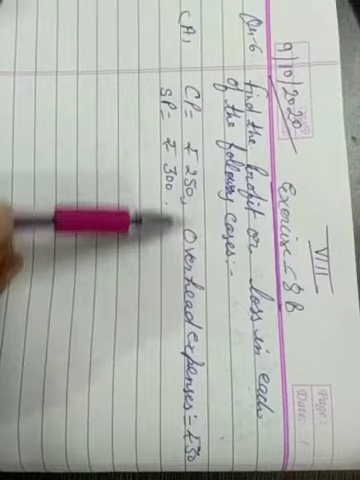 VIII
Page:
Date: /
9/10/2020 Exercise - 8B
Qn-6. find the profit or loss in each
of the following cases:-
(A) CP= ₹ 250, Overhead expenses = ₹30
SP= ₹ 300.